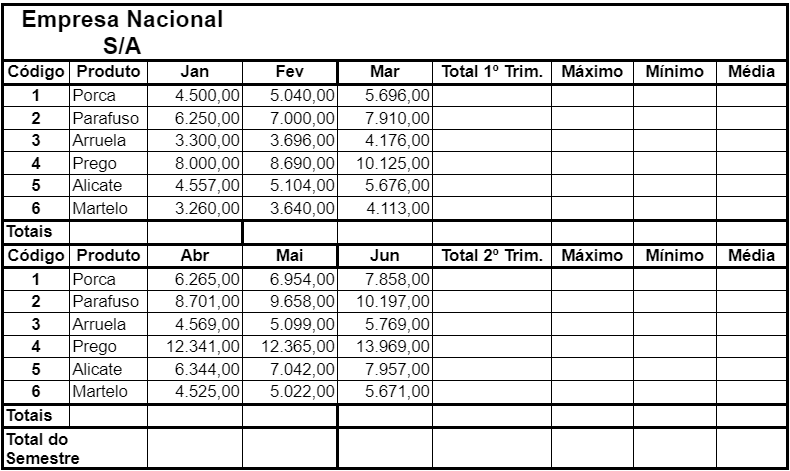 Empresa Nacional
S/A
Código Produto Jan Fev Mar Total 1º Trim. Máximo Mínimo Média
1 Porca 4.500,00 5.040,00 5.696,00
2 Parafuso 6.250,00 7.000,00 7.910,00
3 Arruela 3.300,00 3.696,00 4.176,00
4 Prego 8.000,00 8.690,00 10.125,00
5 Alicate 4.557,00 5.104,00 5.676,00
6 Martelo 3.260,00 3.640,00 4.113,00
Totais
Código Produto Abr Mai Jun Total 2º Trim. Máximo Mínimo Média
1 Porca 6.265,00 6.954,00 7.858,00
2 Parafuso 8.701,00 9.658,00 10.197,00
3 Arruela 4.569,00 5.099,00 5.769,00
4 Prego 12.341,00 12.365,00 13.969,00
5 Alicate 6.344,00 7.042,00 7.957,00
6 Martelo 4.525,00 5.022,00 5.671,00
Totais
Total do
Semestre